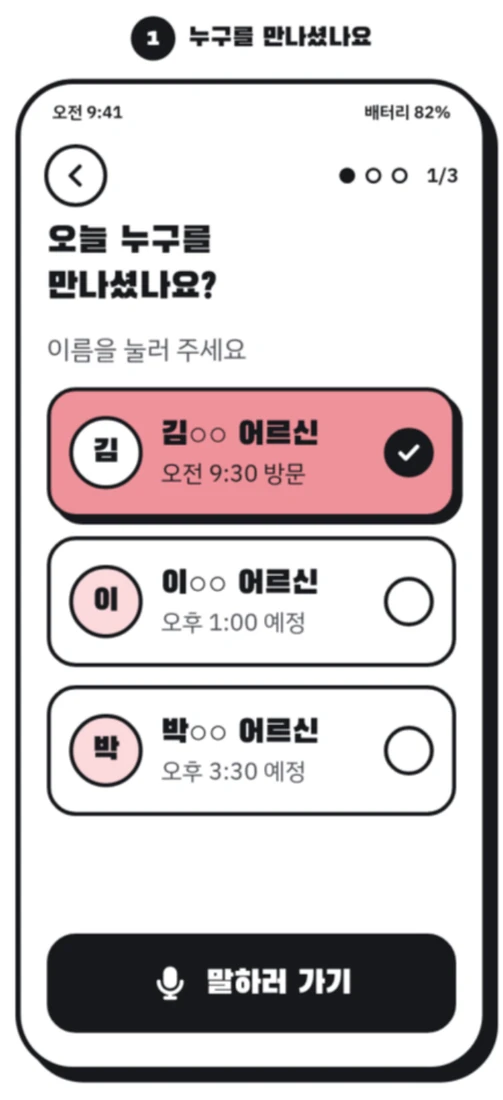 1 누구를 만나셨나요
오전 9:41 배터리 82%
1/3
오늘 누구를
만나셨나요?
이름을 눌러 주세요
김 김○○ 어르신
오전 9:30 방문
이 이○○ 어르신
오후 1:00 예정
박 박○○ 어르신
오후 3:30 예정
말하러 가기